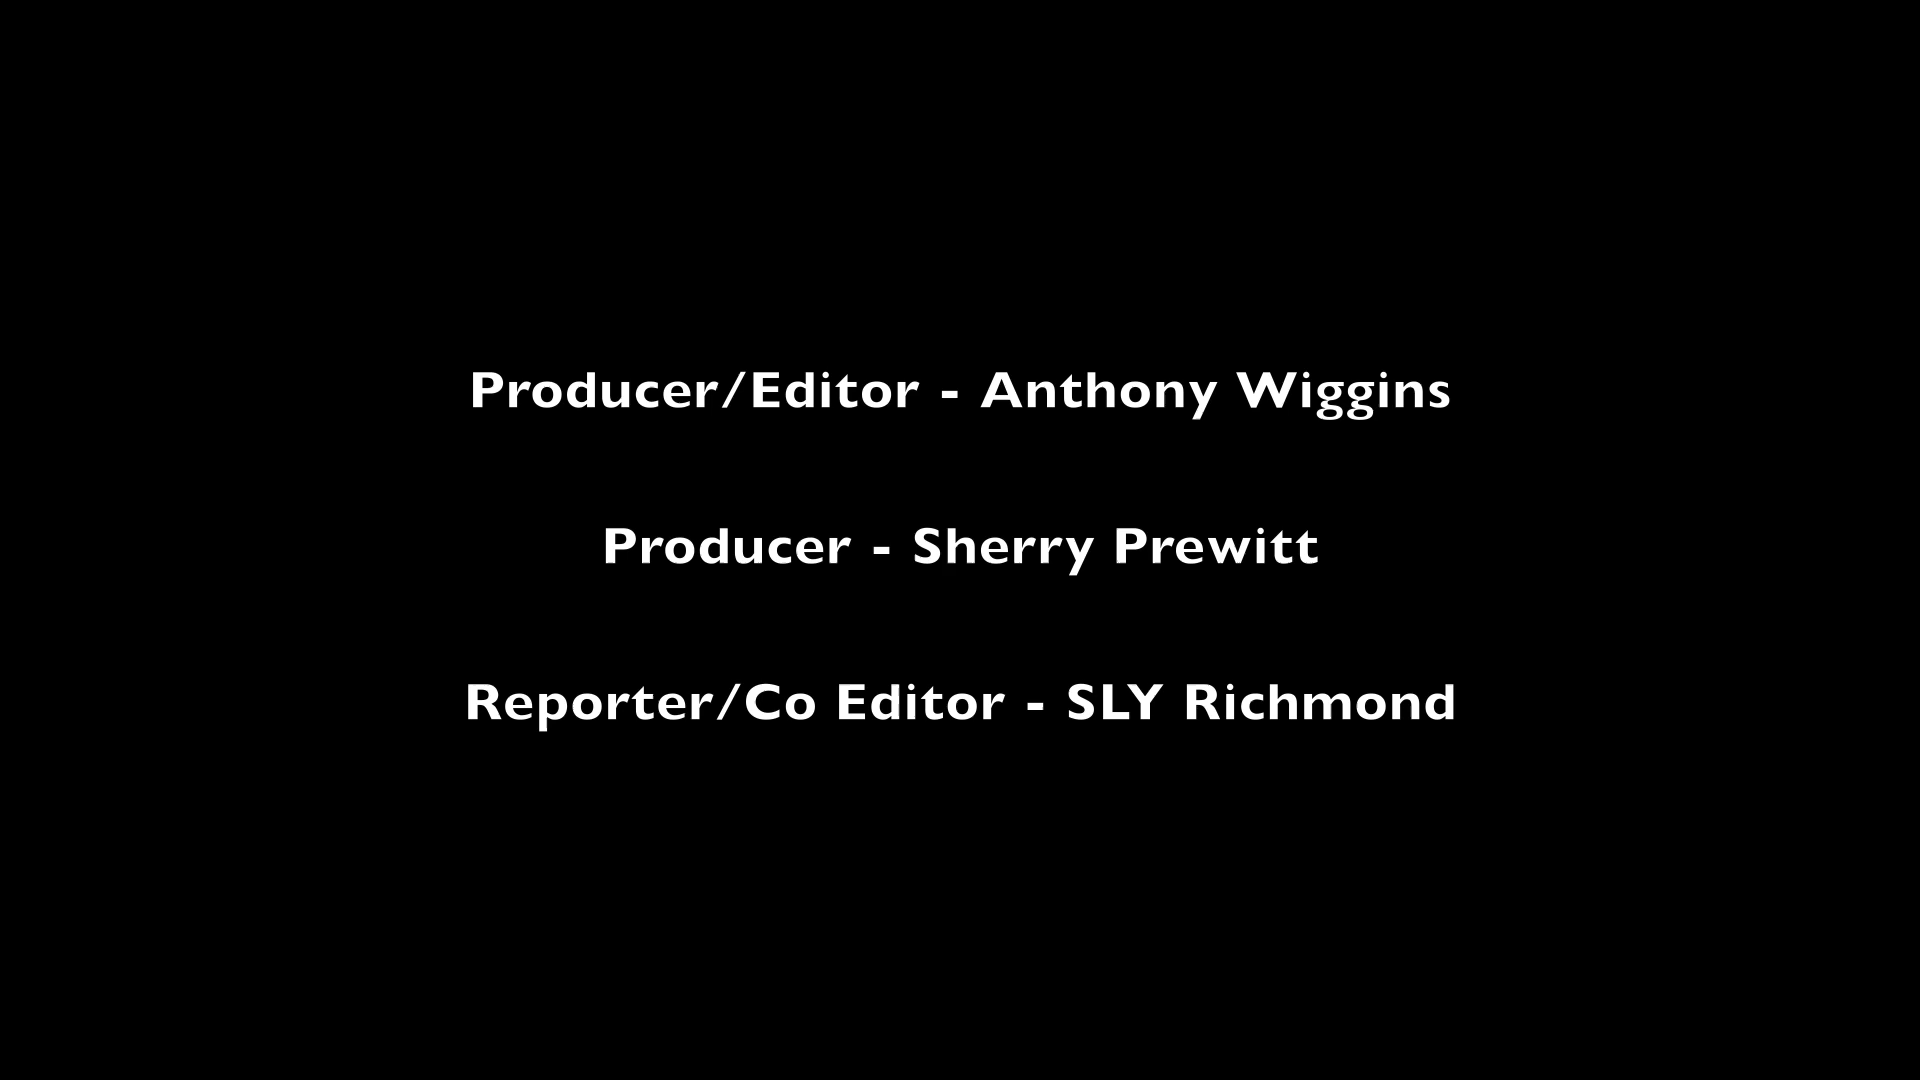 Producer/Editor - Anthony Wiggins
Producer - Sherry Prewitt
Reporter/Co Editor - SLY Richmond